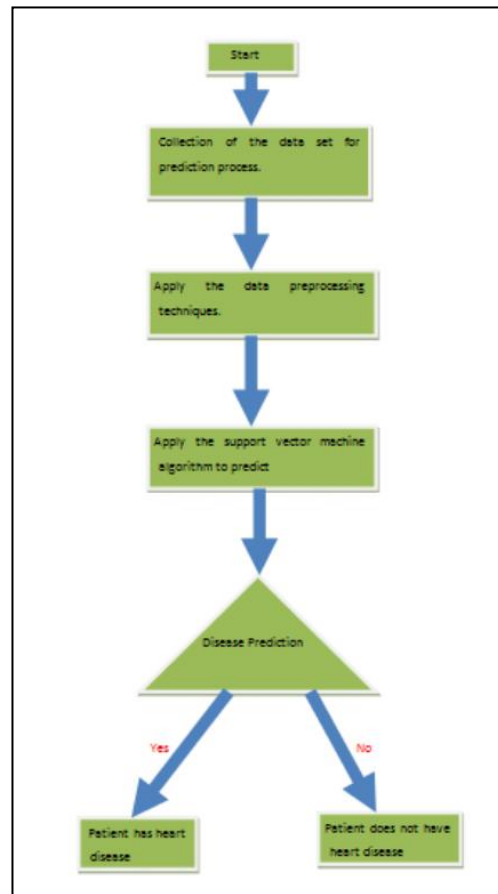 Start
Collection of the data set for
prediction process.
Apply the data preprocessing
techniques.
Apply the support vector machine
algorithm to predict
Disease Prediction
Yes
No
Patient has heart
disease
Patient does not have
heart disease